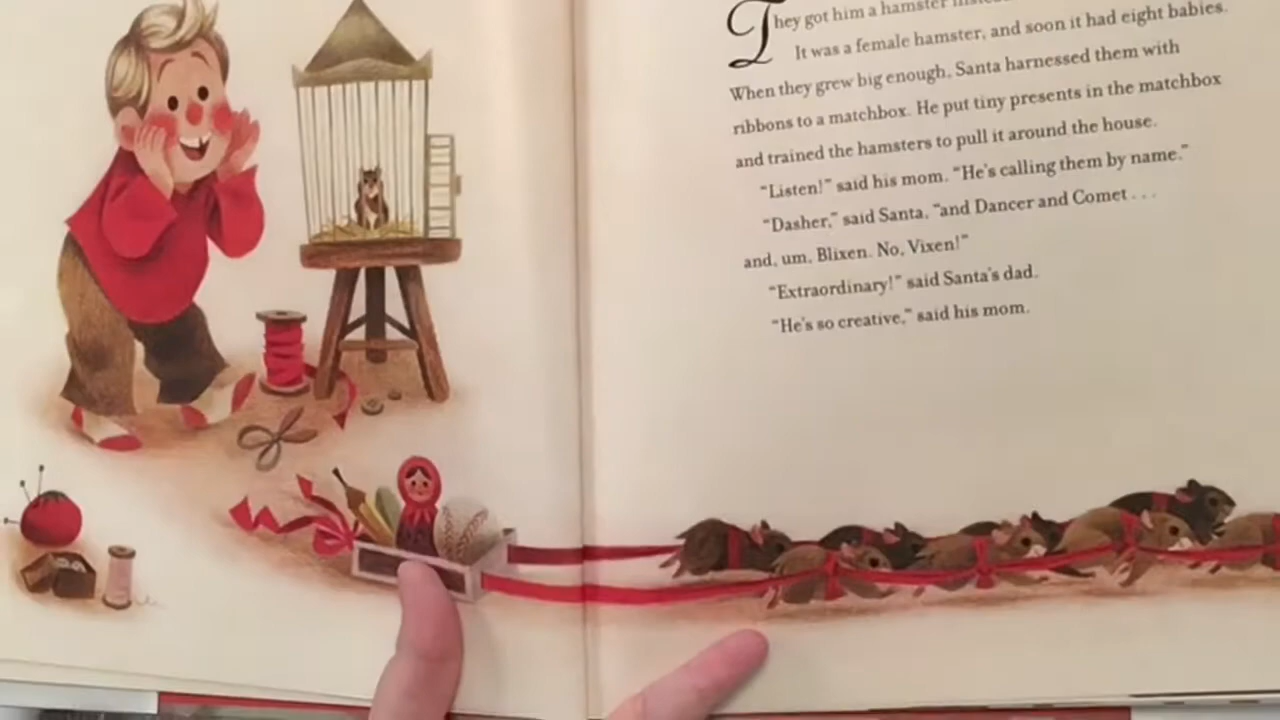 They got him a hamster
It was a female hamster, and soon it had eight babies.
When they grew big enough, Santa harnessed them with
ribbons to a matchbox. He put tiny presents in the matchbox
and trained the hamsters to pull it around the house.
“Listen!” said his mom. “He’s calling them by name.”
“Dasher,” said Santa, “and Dancer and Comet . . .
and, um, Blixen. No, Vixen!”
“Extraordinary!” said Santa’s dad.
“He’s so creative,” said his mom.